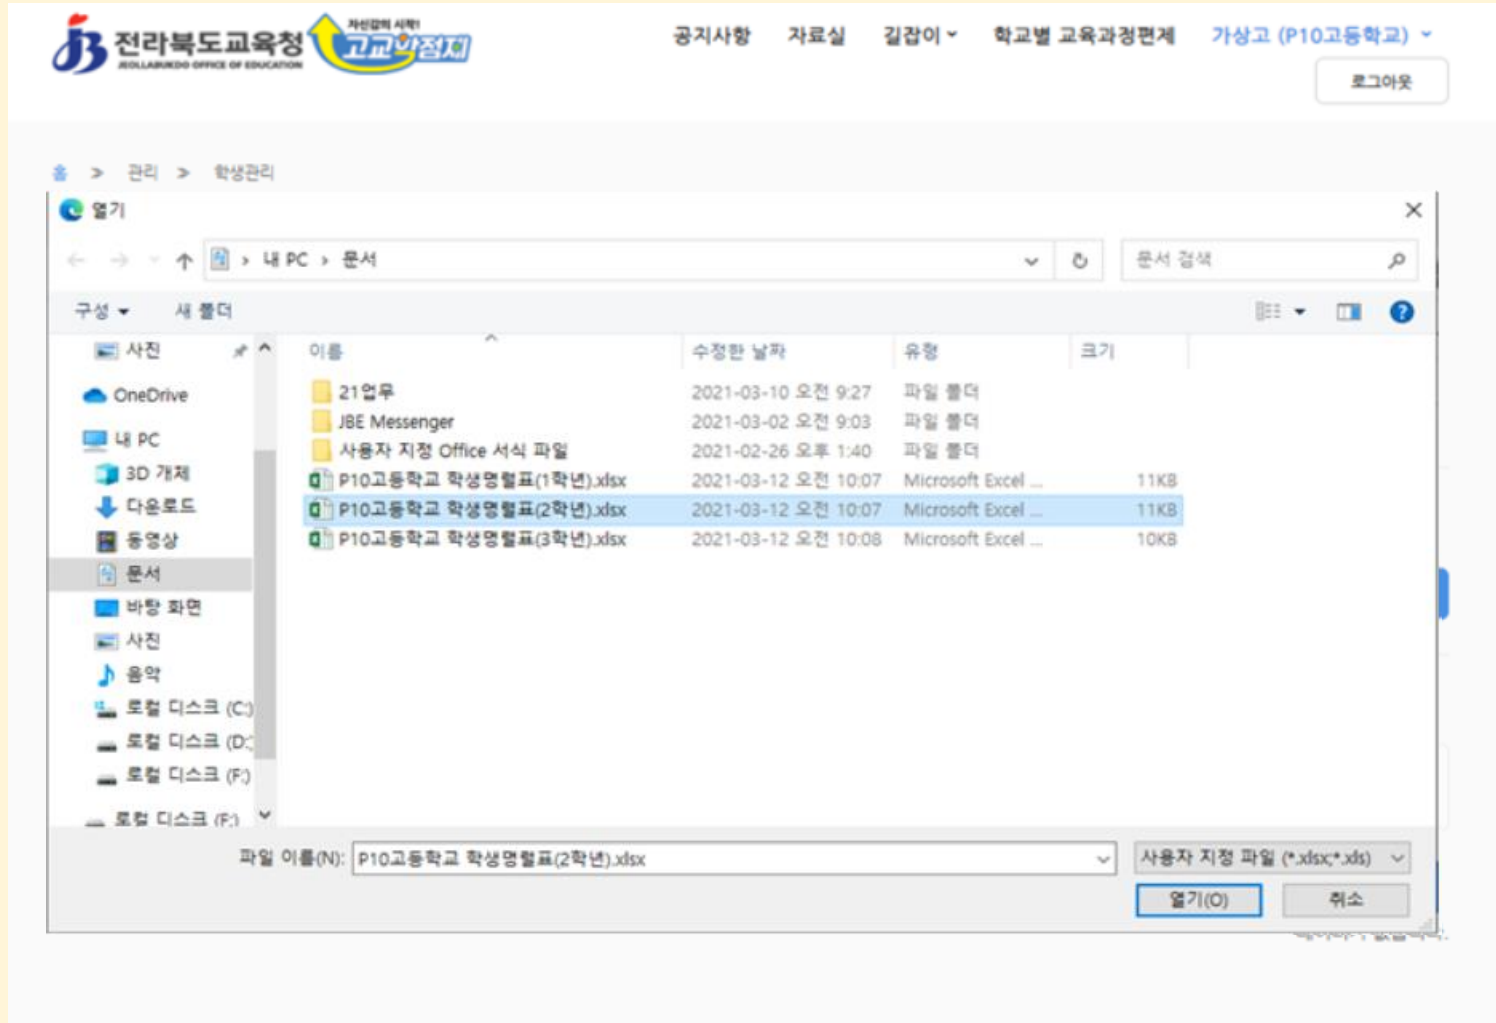 전라북도교육청
JEOLLABUKDO OFFICE OF EDUCATION
자신감의 시작!
고교학점제
공지사항 자료실 길잡이 학교별 교육과정편제 가상고 (P10고등학교)
로그아웃
홈 > 관리 > 학생관리
열기
내 PC > 문서
문서 검색
구성 새 폴더
사진
OneDrive
내 PC
3D 개체
다운로드
동영상
문서
바탕 화면
사진
음악
로컬 디스크 (C:)
로컬 디스크 (D:
로컬 디스크 (F:)
로컬 디스크 (F:)
이름 수정한 날짜 유형 크기
21업무 2021-03-10 오전 9:27 파일 폴더
JBE Messenger 2021-03-02 오전 9:03 파일 폴더
사용자 지정 Office 서식 파일 2021-02-26 오후 1:40 파일 폴더
P10고등학교 학생명렬표(1학년).xlsx 2021-03-12 오전 10:07 Microsoft Excel ... 11KB
P10고등학교 학생명렬표(2학년).xlsx 2021-03-12 오전 10:07 Microsoft Excel ... 11KB
P10고등학교 학생명렬표(3학년).xlsx 2021-03-12 오전 10:08 Microsoft Excel ... 10KB
파일 이름(N): P10고등학교 학생명렬표(2학년).xlsx 사용자 지정 파일 (*.xlsx;*.xls)
열기(O) 취소